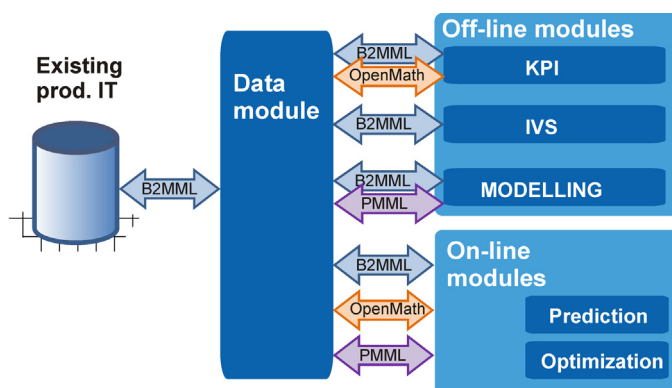 Existing
prod. IT
B2MML
Data
module
Off-line modules
B2MML
OpenMath
KPI
B2MML
IVS
B2MML
PMML
MODELLING
On-line
modules
B2MML
OpenMath
PMML
Prediction
Optimization